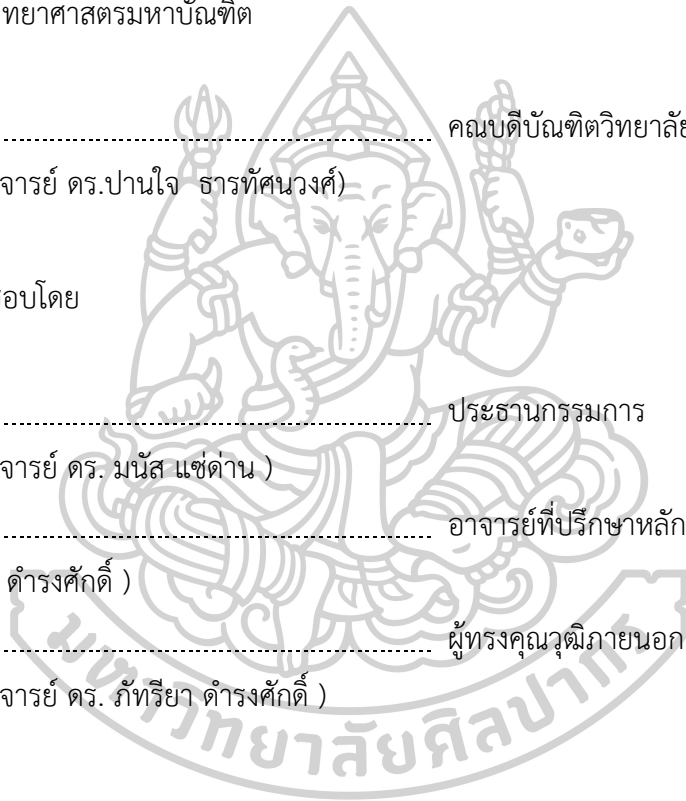 ทยาศาสตรมหาบัณฑิต
คณบดีบัณฑิตวิทยาลัย
จารย์ ดร.ปานใจ ธารทัศนวงศ์)
อบโดย
ประธานกรรมการ
จารย์ ดร. มนัส แซ่ด่าน )
อาจารย์ที่ปรึกษาหลัก
ดำรงศักดิ์ )
ผู้ทรงคุณวุฒิภายนอก
จารย์ ดร. ภัทรียา ดำรงศักดิ์ )
มหาวิทยาลัยศิลปากร